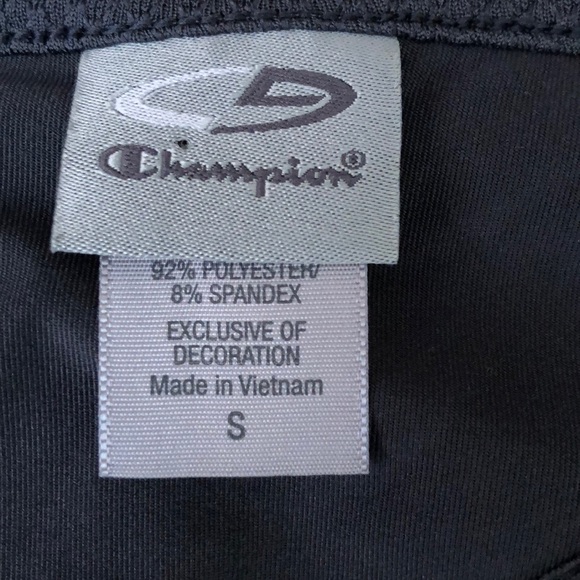 Champion®
92% POLYESTER/
8% SPANDEX
EXCLUSIVE OF
DECORATION
Made in Vietnam
S